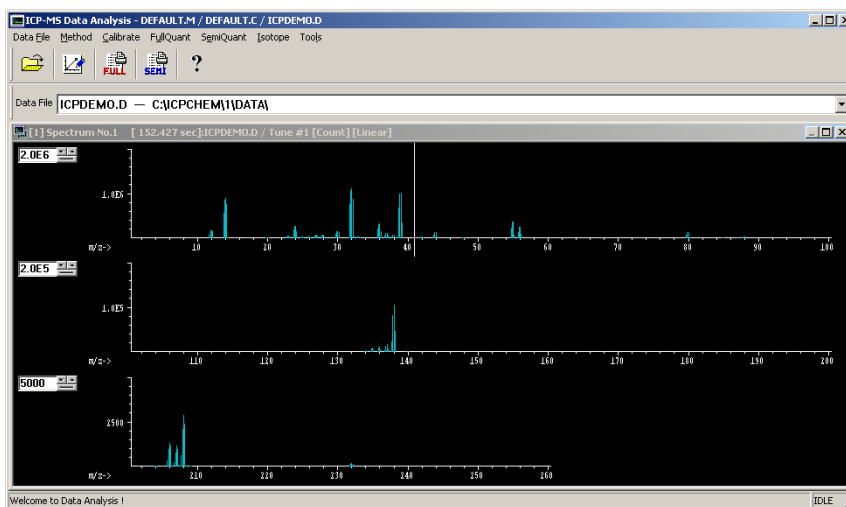 ICP-MS Data Analysis - DEFAULT.M / DEFAULT.C / ICPDEMO.D
Data File Method Calibrate FullQuant SemiQuant Isotope Tools
FULL SEMI ?
Data File ICPDEMO.D — C:\ICPCHEM\1\DATA\
[1] Spectrum No.1 [ 152.427 sec]:ICPDEMO.D / Tune #1 [Count] [Linear]
2.0E6
1.0E6
m/z-> 10 20 30 40 50 60 70 80 90 100
2.0E5
1.0E5
m/z-> 110 120 130 140 150 160 170 180 190 200
5000
2500
m/z-> 210 220 230 240 250 260
Welcome to Data Analysis ! IDLE